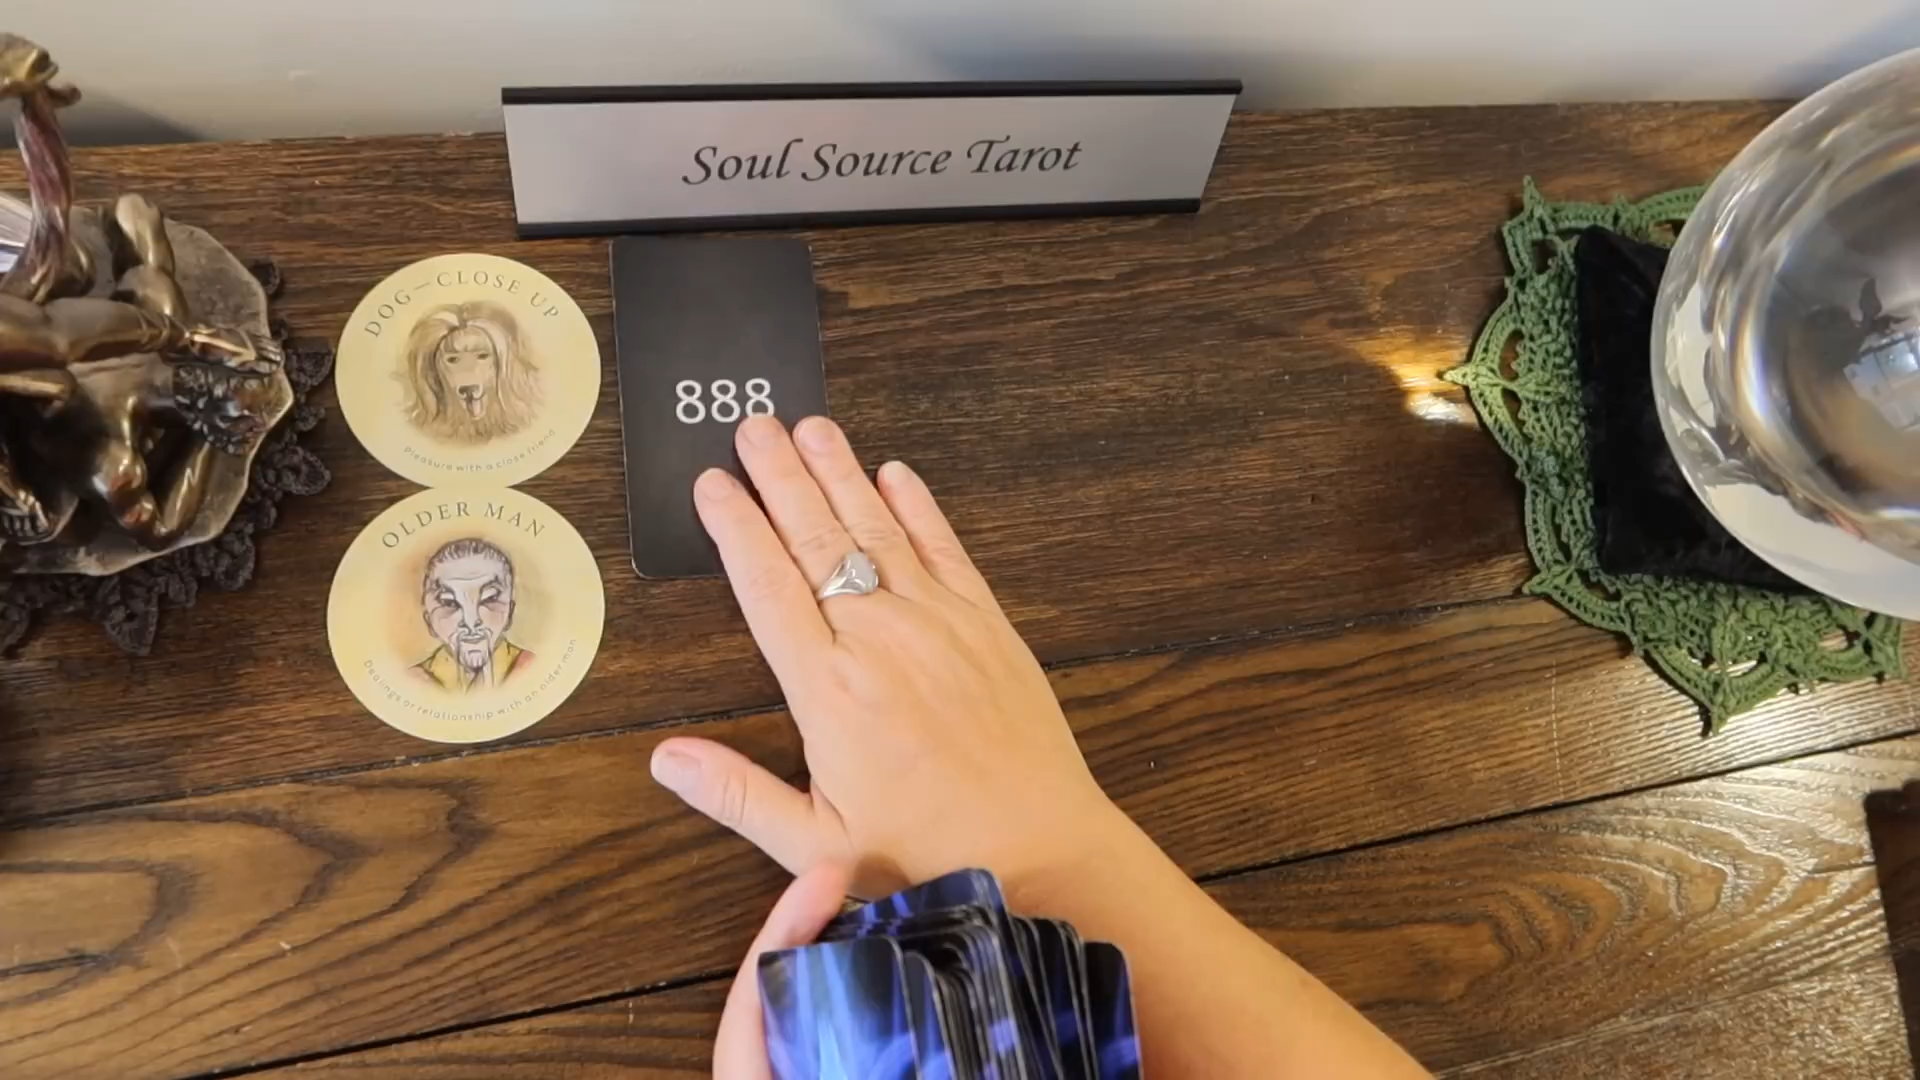 Soul Source Tarot
DOG—CLOSE UP
Pleasure with a close friend
888
OLDER MAN
Dealings or relationship with an older man